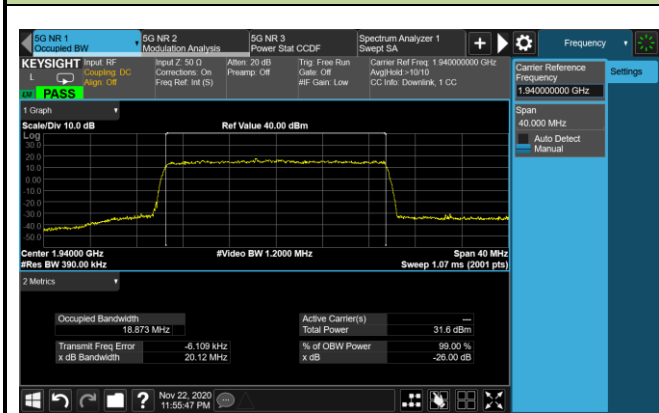 5G NR 1
Occupied BW
5G NR 2
Modulation Analysis
5G NR 3
Power Stat CCDF
Spectrum Analyzer 1
Swept SA
Frequency
KEYSIGHT
L
PASS
Input: RF
Coupling: DC
Align: Off
Input Z: 50 Ω
Corrections: On
Freq Ref: Int (S)
Atten: 20 dB
Preamp: Off
Trig: Free Run
Gate: Off
#IF Gain: Low
Carrier Ref Freq: 1.940000000 GHz
Avg|Hold:>10/10
CC Info: Downlink, 1 CC
Carrier Reference
Frequency
1.940000000 GHz
Span
40.000 MHz
Auto Detect
Manual
Settings
1 Graph
Scale/Div 10.0 dB
Ref Value 40.00 dBm
Log
30.0
20.0
10.0
0.00
-10.0
-20.0
-30.0
-40.0
-50.0
Center 1.94000 GHz
#Video BW 1.2000 MHz
Span 40 MHz
#Res BW 390.00 kHz
Sweep 1.07 ms (2001 pts)
2 Metrics
Occupied Bandwidth
18.873 MHz
Active Carrier(s)
---
Total Power
31.6 dBm
Transmit Freq Error
-6.109 kHz
% of OBW Power
99.00 %
x dB Bandwidth
20.12 MHz
x dB
-26.00 dB
?
Nov 22, 2020
11:55:47 PM